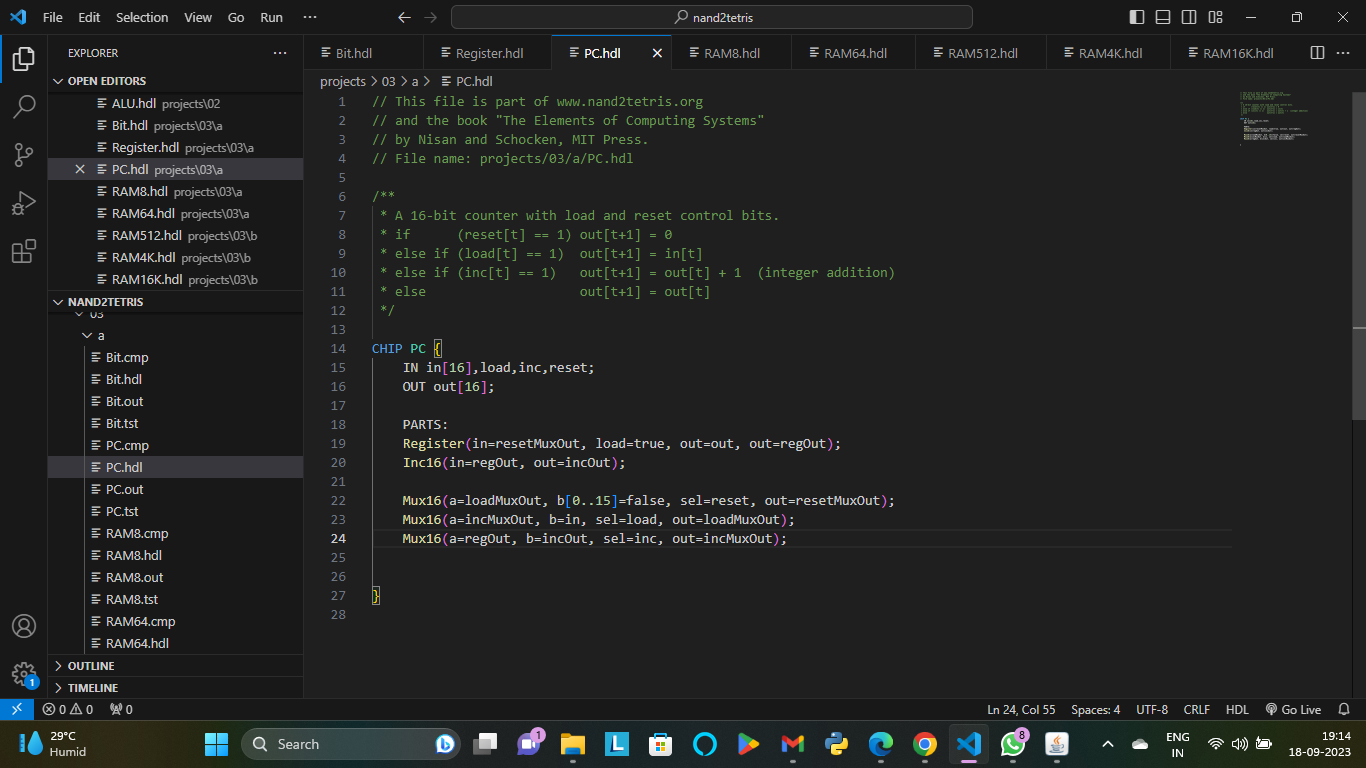 File Edit Selection View Go Run ···
nand2tetris
EXPLORER ···
OPEN EDITORS
ALU.hdl projects\02
Bit.hdl projects\03\a
Register.hdl projects\03\a
PC.hdl projects\03\a
RAM8.hdl projects\03\a
RAM64.hdl projects\03\a
RAM512.hdl projects\03\b
RAM4K.hdl projects\03\b
RAM16K.hdl projects\03\b
NAND2TETRIS
03
a
Bit.cmp
Bit.hdl
Bit.out
Bit.tst
PC.cmp
PC.hdl
PC.out
PC.tst
RAM8.cmp
RAM8.hdl
RAM8.out
RAM8.tst
RAM64.cmp
RAM64.hdl
OUTLINE
TIMELINE
1
Bit.hdl Register.hdl PC.hdl RAM8.hdl RAM64.hdl RAM512.hdl RAM4K.hdl RAM16K.hdl ···
projects > 03 > a > PC.hdl
1 // This file is part of www.nand2tetris.org
2 // and the book "The Elements of Computing Systems"
3 // by Nisan and Schocken, MIT Press.
4 // File name: projects/03/a/PC.hdl
5
6 /**
7 * A 16-bit counter with load and reset control bits.
8 * if      (reset[t] == 1) out[t+1] = 0
9 * else if (load[t] == 1)  out[t+1] = in[t]
10 * else if (inc[t] == 1)   out[t+1] = out[t] + 1  (integer addition)
11 * else                    out[t+1] = out[t]
12 */
13
14 CHIP PC {
15 IN in[16],load,inc,reset;
16 OUT out[16];
17
18 PARTS:
19 Register(in=resetMuxOut, load=true, out=out, out=regOut);
20 Inc16(in=regOut, out=incOut);
21
22 Mux16(a=loadMuxOut, b[0..15]=false, sel=reset, out=resetMuxOut);
23 Mux16(a=incMuxOut, b=in, sel=load, out=loadMuxOut);
24 Mux16(a=regOut, b=incOut, sel=inc, out=incMuxOut);
25
26
27 }
28
0 0 0 Ln 24, Col 55 Spaces: 4 UTF-8 CRLF HDL Go Live
29°C
Humid
Search
1
L
8
ENG
IN
19:14
18-09-2023